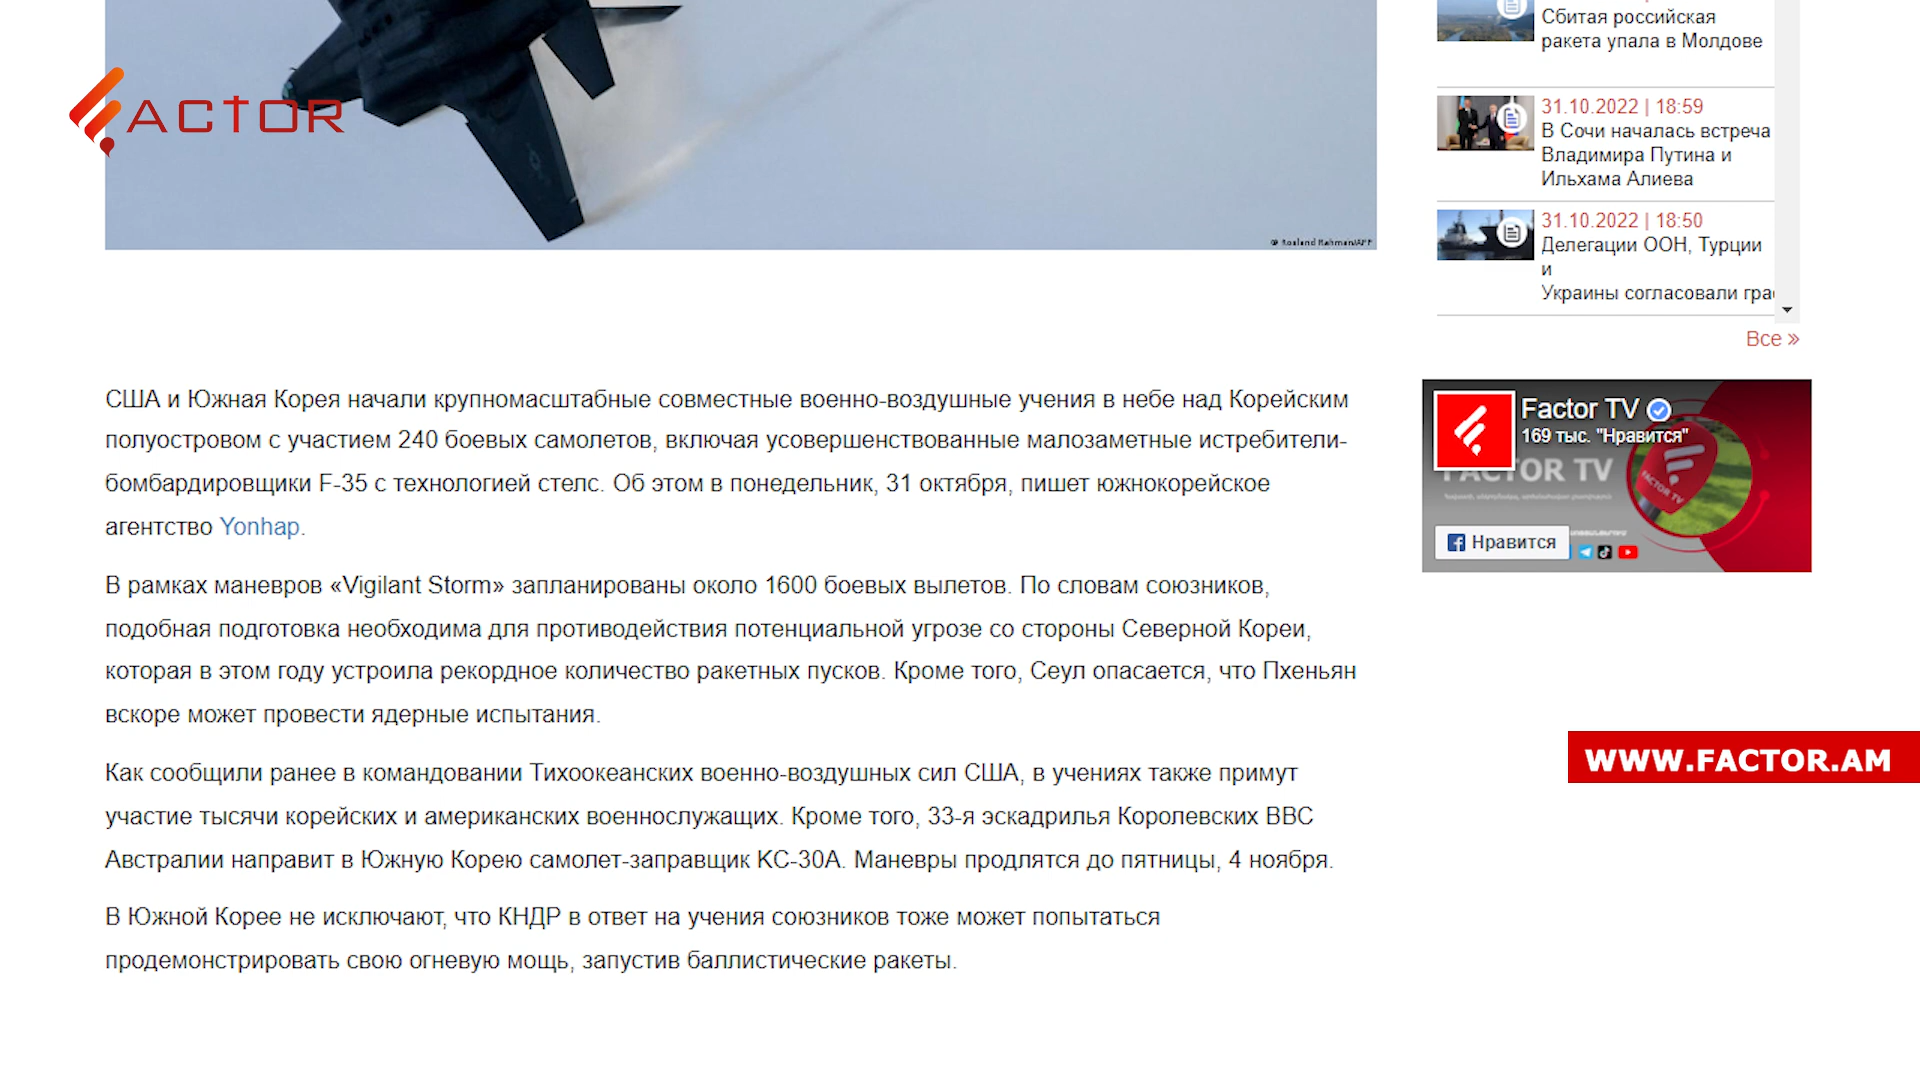 ACTOR
© Roslend Rahman/AFP
США и Южная Корея начали крупномасштабные совместные военно-воздушные учения в небе над Корейским
полуостровом с участием 240 боевых самолетов, включая усовершенствованные малозаметные истребители-
бомбардировщики F-35 с технологией стелс. Об этом в понедельник, 31 октября, пишет южнокорейское
агентство Yonhap.
В рамках маневров «Vigilant Storm» запланированы около 1600 боевых вылетов. По словам союзников,
подобная подготовка необходима для противодействия потенциальной угрозе со стороны Северной Кореи,
которая в этом году устроила рекордное количество ракетных пусков. Кроме того, Сеул опасается, что Пхеньян
вскоре может провести ядерные испытания.
Как сообщили ранее в командовании Тихоокеанских военно-воздушных сил США, в учениях также примут
участие тысячи корейских и американских военнослужащих. Кроме того, 33-я эскадрилья Королевских ВВС
Австралии направит в Южную Корею самолет-заправщик KC-30A. Маневры продлятся до пятницы, 4 ноября.
В Южной Корее не исключают, что КНДР в ответ на учения союзников тоже может попытаться
продемонстрировать свою огневую мощь, запустив баллистические ракеты.
Сбитая российская
ракета упала в Молдове
31.10.2022 | 18:59
В Сочи началась встреча
Владимира Путина и
Ильхама Алиева
31.10.2022 | 18:50
Делегации ООН, Турции
и
Украины согласовали гра
Все »
Factor TV
169 тыс. "Нравится"
FACTOR TV
FACTOR TV
Нравится
WWW.FACTOR.AM